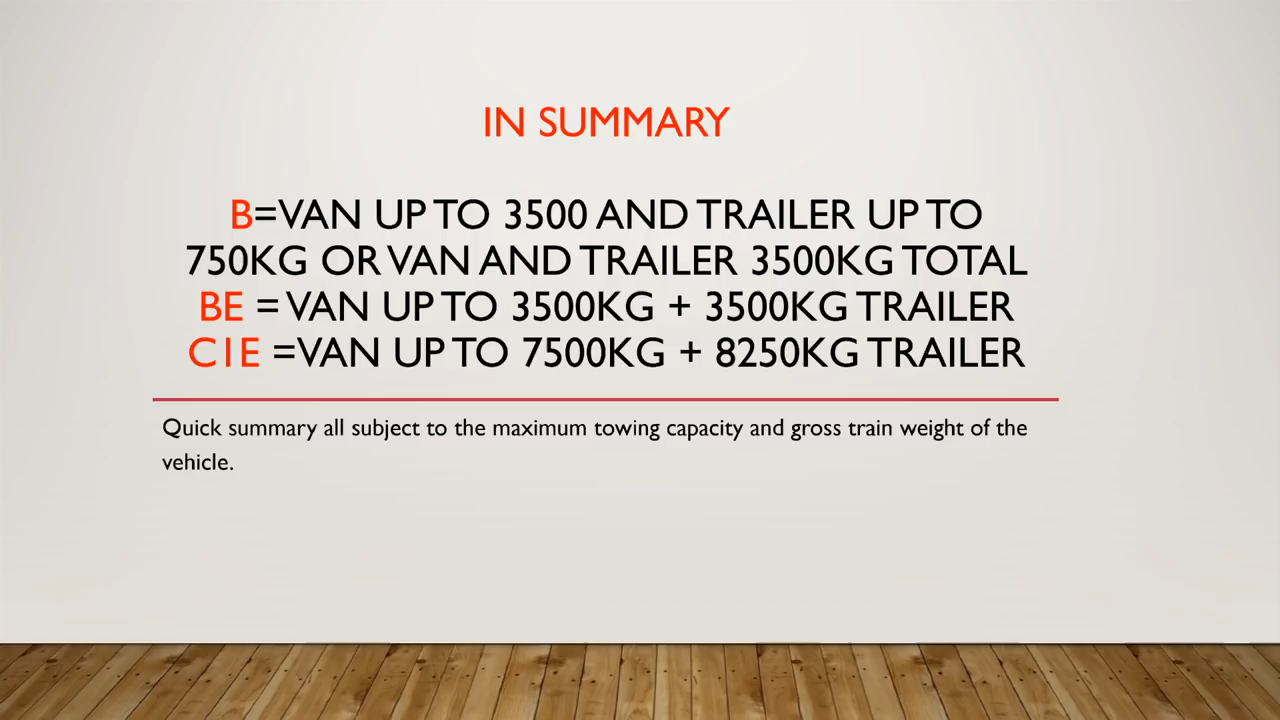 IN SUMMARY
B=VAN UP TO 3500 AND TRAILER UP TO
750KG OR VAN AND TRAILER 3500KG TOTAL
BE = VAN UP TO 3500KG + 3500KG TRAILER
C1E =VAN UP TO 7500KG + 8250KG TRAILER
Quick summary all subject to the maximum towing capacity and gross train weight of the
vehicle.